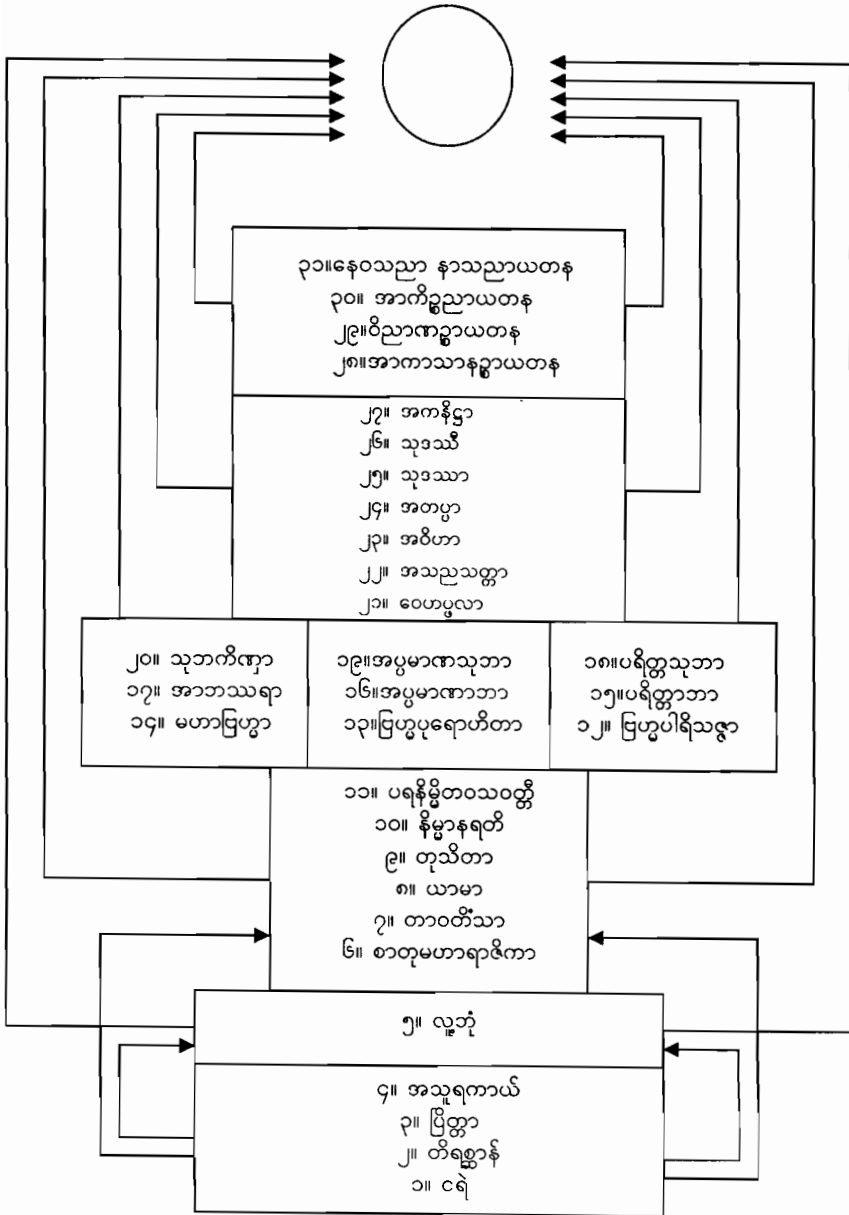 ၃၁။နေဝသညာ နာသညာယတန
၃၀။ အာကိဉ္စညာယတန
၂၉။ဝိညာဏဉ္စာယတန
၂၈။အာကာသာနဉ္စာယတန
၂၇။ အကနိဋ္ဌာ
၂၆။ သုဒဿီ
၂၅။ သုဒဿာ
၂၄။ အတပ္ပာ
၂၃။ အဝိဟာ
၂၂။ အသညသတ္တာ
၂၁။ ဝေဟပ္ဖလာ
၂၀။ သုဘကိဏှာ ၁၉။အပ္ပမာဏသုဘာ ၁၈။ပရိတ္တသုဘာ
၁၇။ အာဘဿရာ ၁၆။အပ္ပမာဏာဘာ ၁၅။ပရိတ္တာဘာ
၁၄။ မဟာဗြဟ္မာ ၁၃။ဗြဟ္မပုရောဟိတာ ၁၂။ ဗြဟ္မပါရိသဇ္ဇာ
၁၁။ ပရနိမ္မိတဝသဝတ္တီ
၁၀။ နိမ္မာနရတိ
၉။ တုသိတာ
၈။ ယာမာ
၇။ တာဝတိံသာ
၆။ စာတုမဟာရာဇိကာ
၅။ လူ့ဘုံ
၄။ အသူရကာယ်
၃။ ပြိတ္တာ
၂။ တိရစ္ဆာန်
၁။ ငရဲ